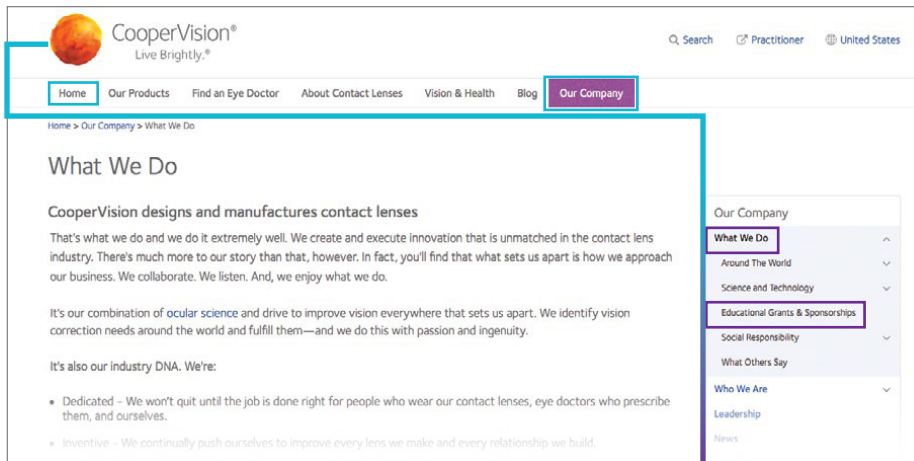 CooperVision®
Live Brightly.®
Search Practitioner United States
Home Our Products Find an Eye Doctor About Contact Lenses Vision & Health Blog Our Company
Home > Our Company > What We Do
What We Do
CooperVision designs and manufactures contact lenses
That's what we do and we do it extremely well. We create and execute innovation that is unmatched in the contact lens
industry. There's much more to our story than that, however. In fact, you'll find that what sets us apart is how we approach
our business. We collaborate. We listen. And, we enjoy what we do.
It's our combination of ocular science and drive to improve vision everywhere that sets us apart. We identify vision
correction needs around the world and fulfill them—and we do this with passion and ingenuity.
It's also our industry DNA. We're:
• Dedicated – We won't quit until the job is done right for people who wear our contact lenses, eye doctors who prescribe
them, and ourselves.
• Inventive – We continually push ourselves to improve every lens we make and every relationship we build.
Our Company
What We Do
Around The World
Science and Technology
Educational Grants & Sponsorships
Social Responsibility
What Others Say
Who We Are
Leadership
News